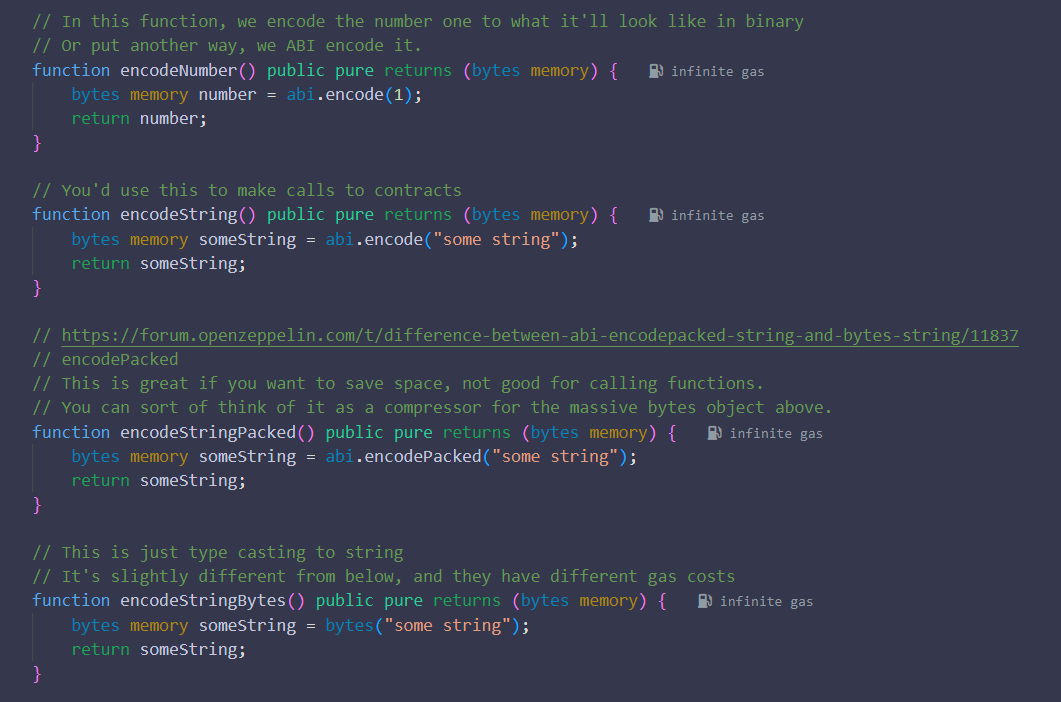 // In this function, we encode the number one to what it'll look like in binary
// Or put another way, we ABI encode it.
function encodeNumber() public pure returns (bytes memory) { infinite gas
bytes memory number = abi.encode(1);
return number;
}
// You'd use this to make calls to contracts
function encodeString() public pure returns (bytes memory) { infinite gas
bytes memory someString = abi.encode("some string");
return someString;
}
// https://forum.openzeppelin.com/t/difference-between-abi-encodepacked-string-and-bytes-string/11837
// encodePacked
// This is great if you want to save space, not good for calling functions.
// You can sort of think of it as a compressor for the massive bytes object above.
function encodeStringPacked() public pure returns (bytes memory) { infinite gas
bytes memory someString = abi.encodePacked("some string");
return someString;
}
// This is just type casting to string
// It's slightly different from below, and they have different gas costs
function encodeStringBytes() public pure returns (bytes memory) { infinite gas
bytes memory someString = bytes("some string");
return someString;
}